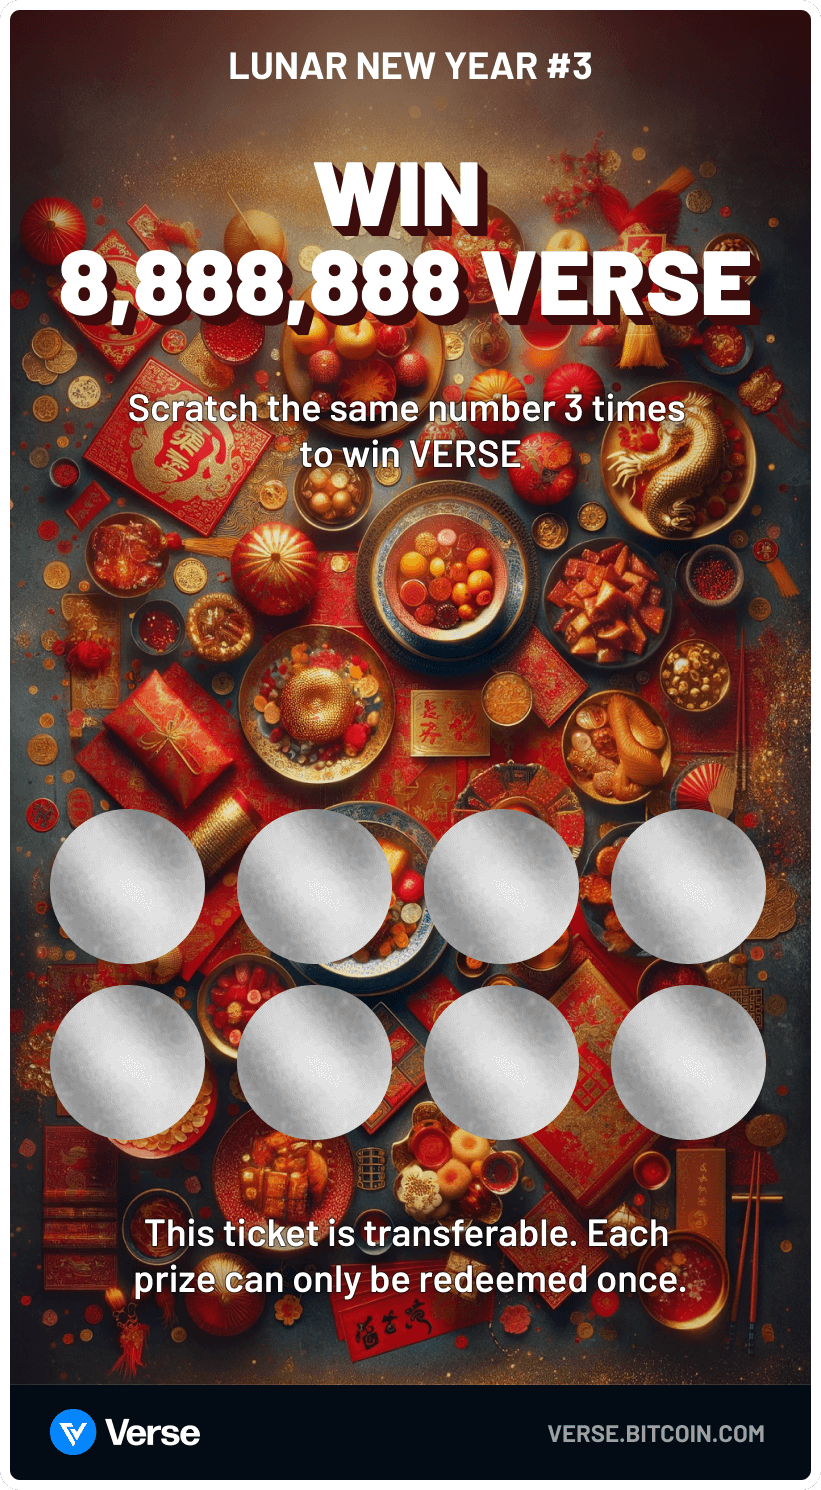 LUNAR NEW YEAR #3
WIN
8,888,888 VERSE
Scratch the same number 3 times
to win VERSE
This ticket is transferable. Each
prize can only be redeemed once.
Verse
VERSE.BITCOIN.COM